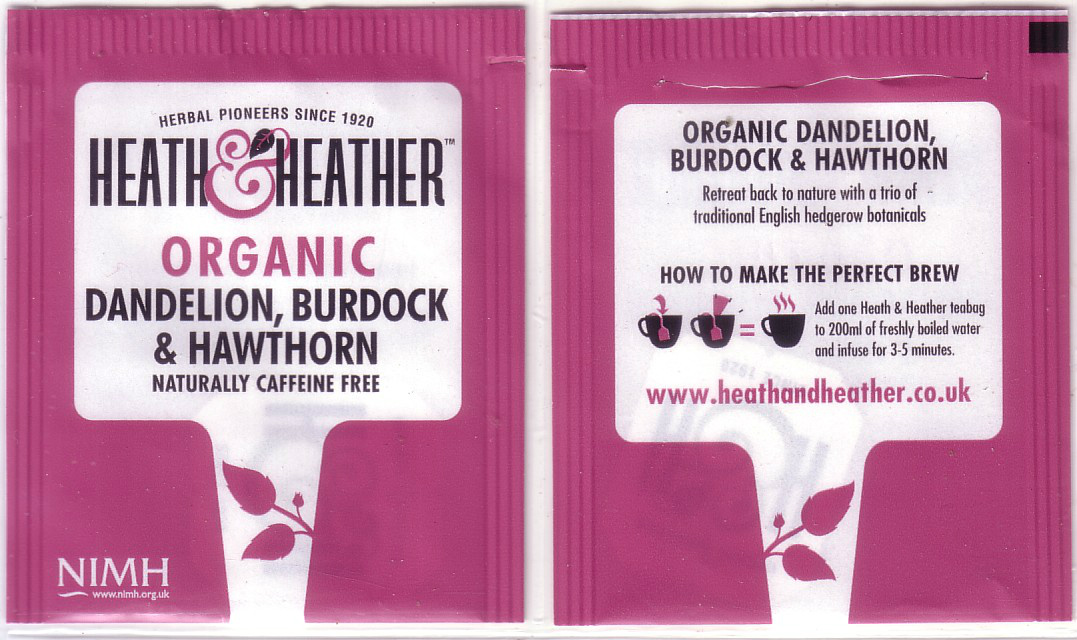 HERBAL PIONEERS SINCE 1920
HEATH & HEATHER™
ORGANIC
DANDELION, BURDOCK
& HAWTHORN
NATURALLY CAFFEINE FREE
NIMH
www.nimh.org.uk
ORGANIC DANDELION,
BURDOCK & HAWTHORN
Retreat back to nature with a trio of
traditional English hedgerow botanicals
HOW TO MAKE THE PERFECT BREW
=
Add one Heath & Heather teabag
to 200ml of freshly boiled water
and infuse for 3-5 minutes.
www.heathandheather.co.uk